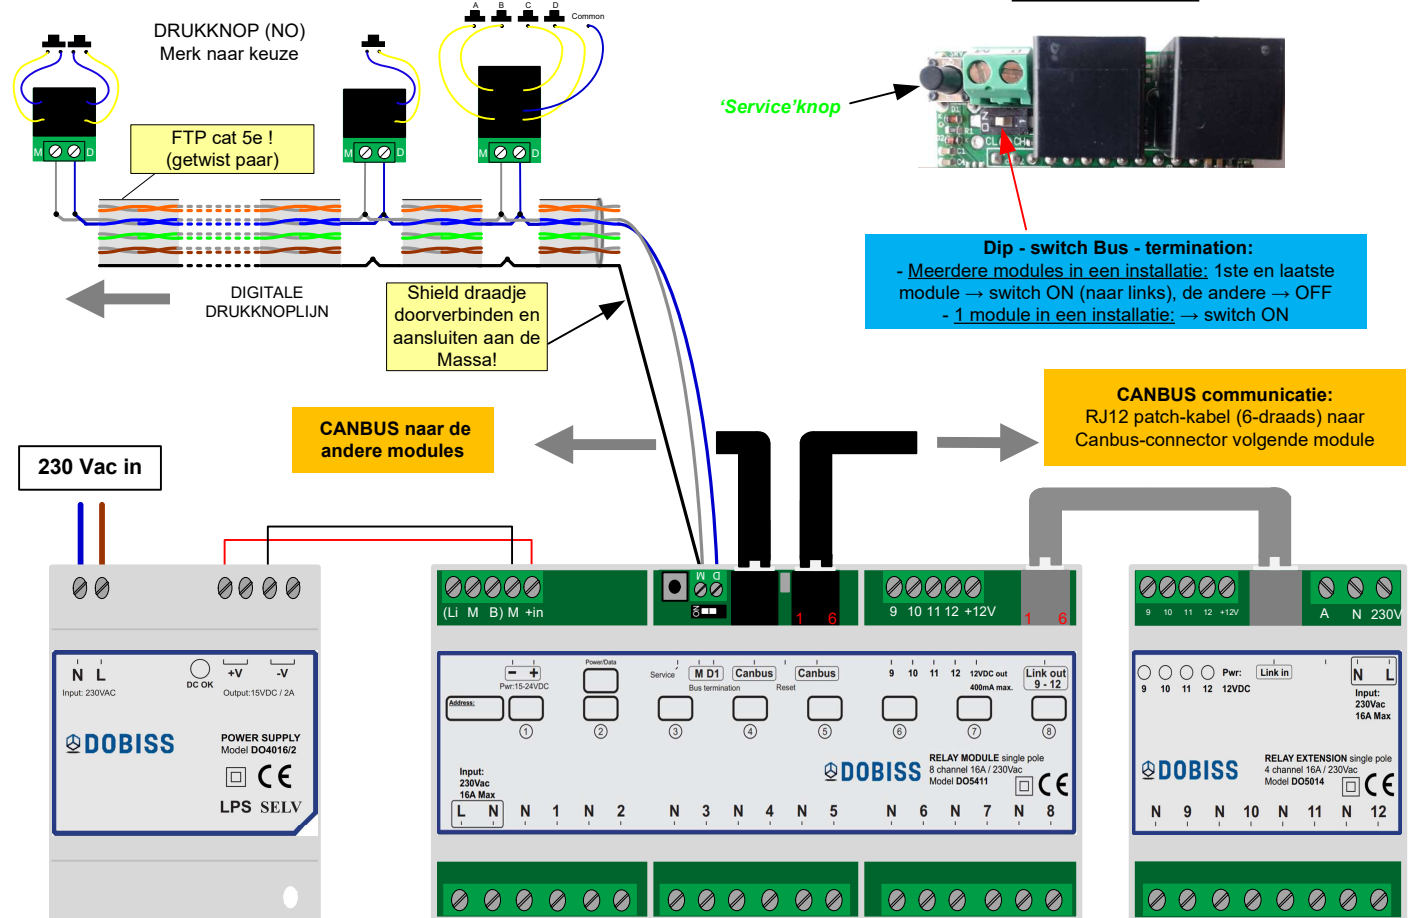 A B C D Common
DRUKKNOP (NO)
Merk naar keuze
M D
M D
M D
FTP cat 5e !
(getwist paar)
'Service'knop
Dip - switch Bus - termination:
- Meerdere modules in een installatie: 1ste en laatste
module → switch ON (naar links), de andere → OFF
- 1 module in een installatie: → switch ON
DIGITALE
DRUKKNOPLIJN
Shield draadje
doorverbinden en
aansluiten aan de
Massa!
CANBUS naar de
andere modules
CANBUS communicatie:
RJ12 patch-kabel (6-draads) naar
Canbus-connector volgende module
230 Vac in
N L
Input: 230VAC
DC OK
+V -V
Output:15VDC / 2A
DOBISS
POWER SUPPLY
Model DO4016/2
CE
LPS SELV
(Li M B) M +in
M D
ON
1 6
9 10 11 12 +12V
1 6
- +
Pwr:15-24VDC
Power/Data
Service
M D1
Bus termination
Canbus
Reset
Canbus
9 10 11 12 12VDC out
400mA max.
Link out
9 - 12
Address:
1 2 3 4 5 6 7 8
Input:
230Vac
16A Max
DOBISS
RELAY MODULE single pole
8 channel 16A / 230Vac
Model DO5411
CE
L N N 1 N 2 N 3 N 4 N 5 N 6 N 7 N 8
9 10 11 12 +12V
A N 230V
9 10 11 12
Pwr:
12VDC
Link in
N L
Input:
230Vac
16A Max
DOBISS
RELAY EXTENSION single pole
4 channel 16A / 230Vac
Model DO5014
CE
N 9 N 10 N 11 N 12